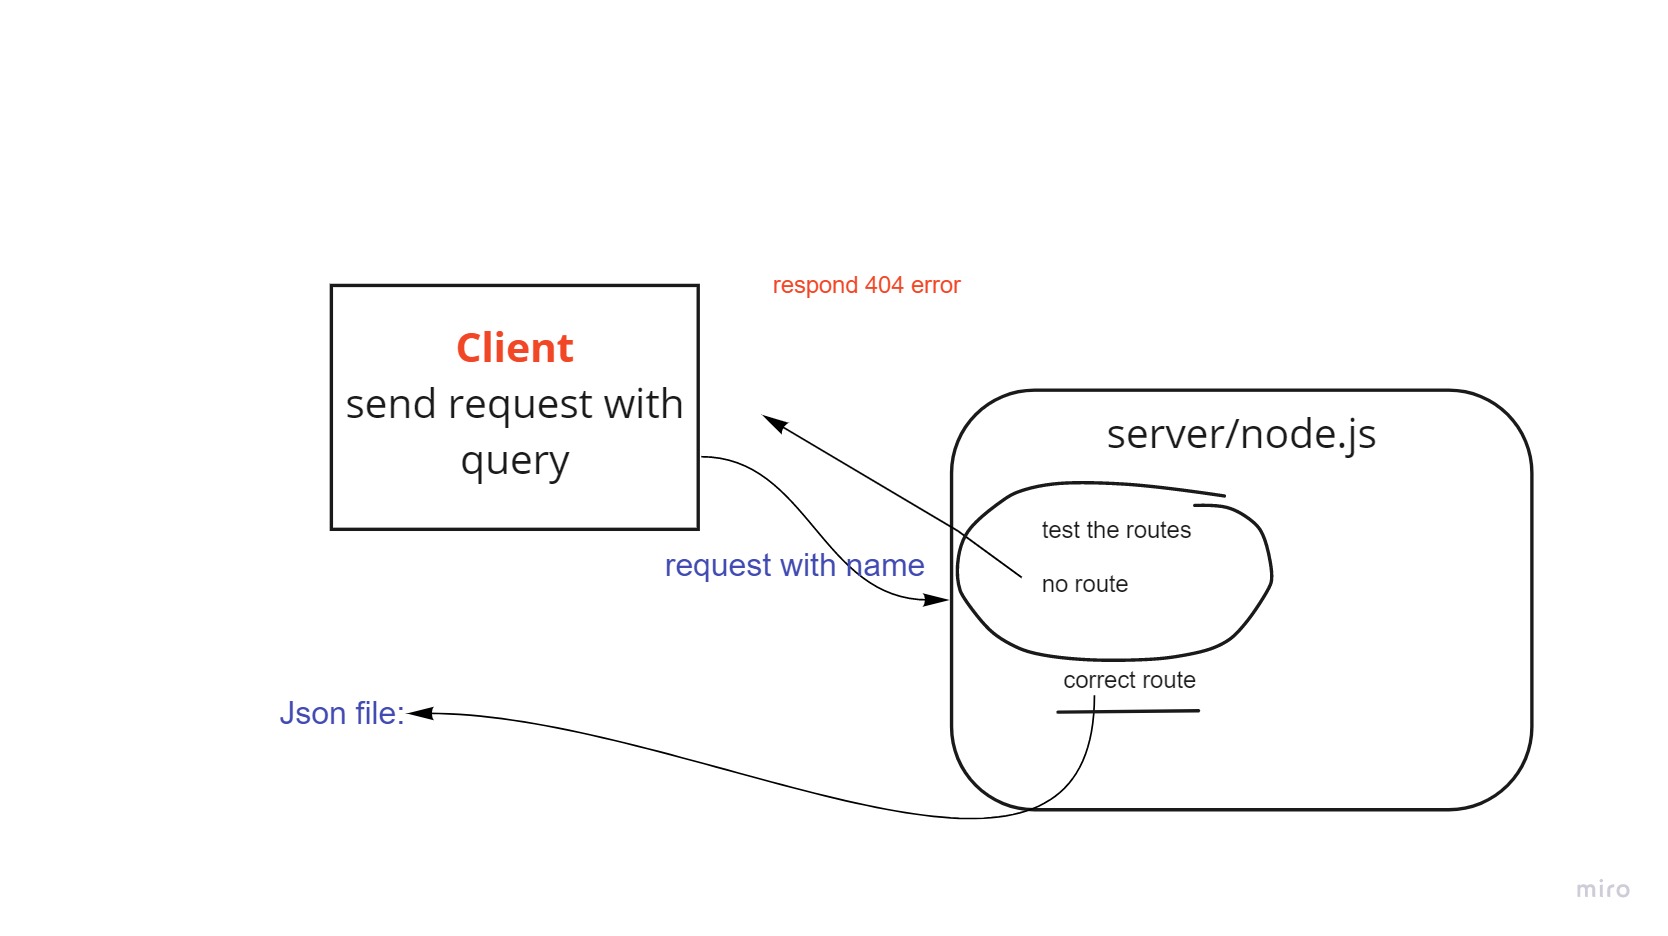 respond 404 error
Client
send request with
query
server/node.js
test the routes
request with name
no route
correct route
Json file:
miro